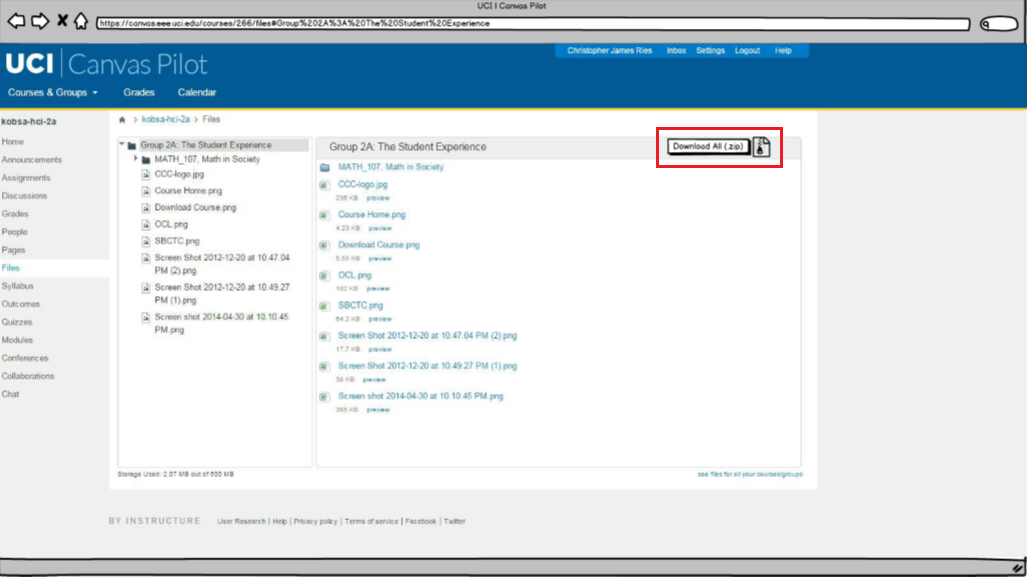 UCI | Canvas Pilot
https://canvas.eee.uci.edu/courses/266/files#Group%202A%3A%20The%20Student%20Experience
UCI | Canvas Pilot
Christopher James Ries Inbox Settings Logout Help
Courses & Groups Grades Calendar
kobsa-hci-2a
Home
Announcements
Assignments
Discussions
Grades
People
Pages
Files
Syllabus
Outcomes
Quizzes
Modules
Conferences
Collaborations
Chat
> kobsa-hci-2a > Files
Group 2A: The Student Experience
MATH_107, Math in Society
CCC-logo.jpg
Course Home.png
Download Course.png
OCL.png
SBCTC.png
Screen Shot 2012-12-20 at 10.47.04
PM (2).png
Screen Shot 2012-12-20 at 10.49.27
PM (1).png
Screen shot 2014-04-30 at 10.10.45
PM.png
Group 2A: The Student Experience
Download All (.zip)
MATH_107, Math in Society
CCC-logo.jpg
236 KB preview
Course Home.png
4.23 KB preview
Download Course.png
preview
OCL.png
182 KB preview
SBCTC.png
64.2 KB preview
Screen Shot 2012-12-20 at 10.47.04 PM (2).png
17.7 KB preview
Screen Shot 2012-12-20 at 10.49.27 PM (1).png
38 KB preview
Screen shot 2014-04-30 at 10.10.45 PM.png
385 KB preview
Storage Used: 2.87 MB out of 500 MB
see files for all your courses/groups
BY INSTRUCTURE User Research | Help | Privacy policy | Terms of service | Facebook | Twitter